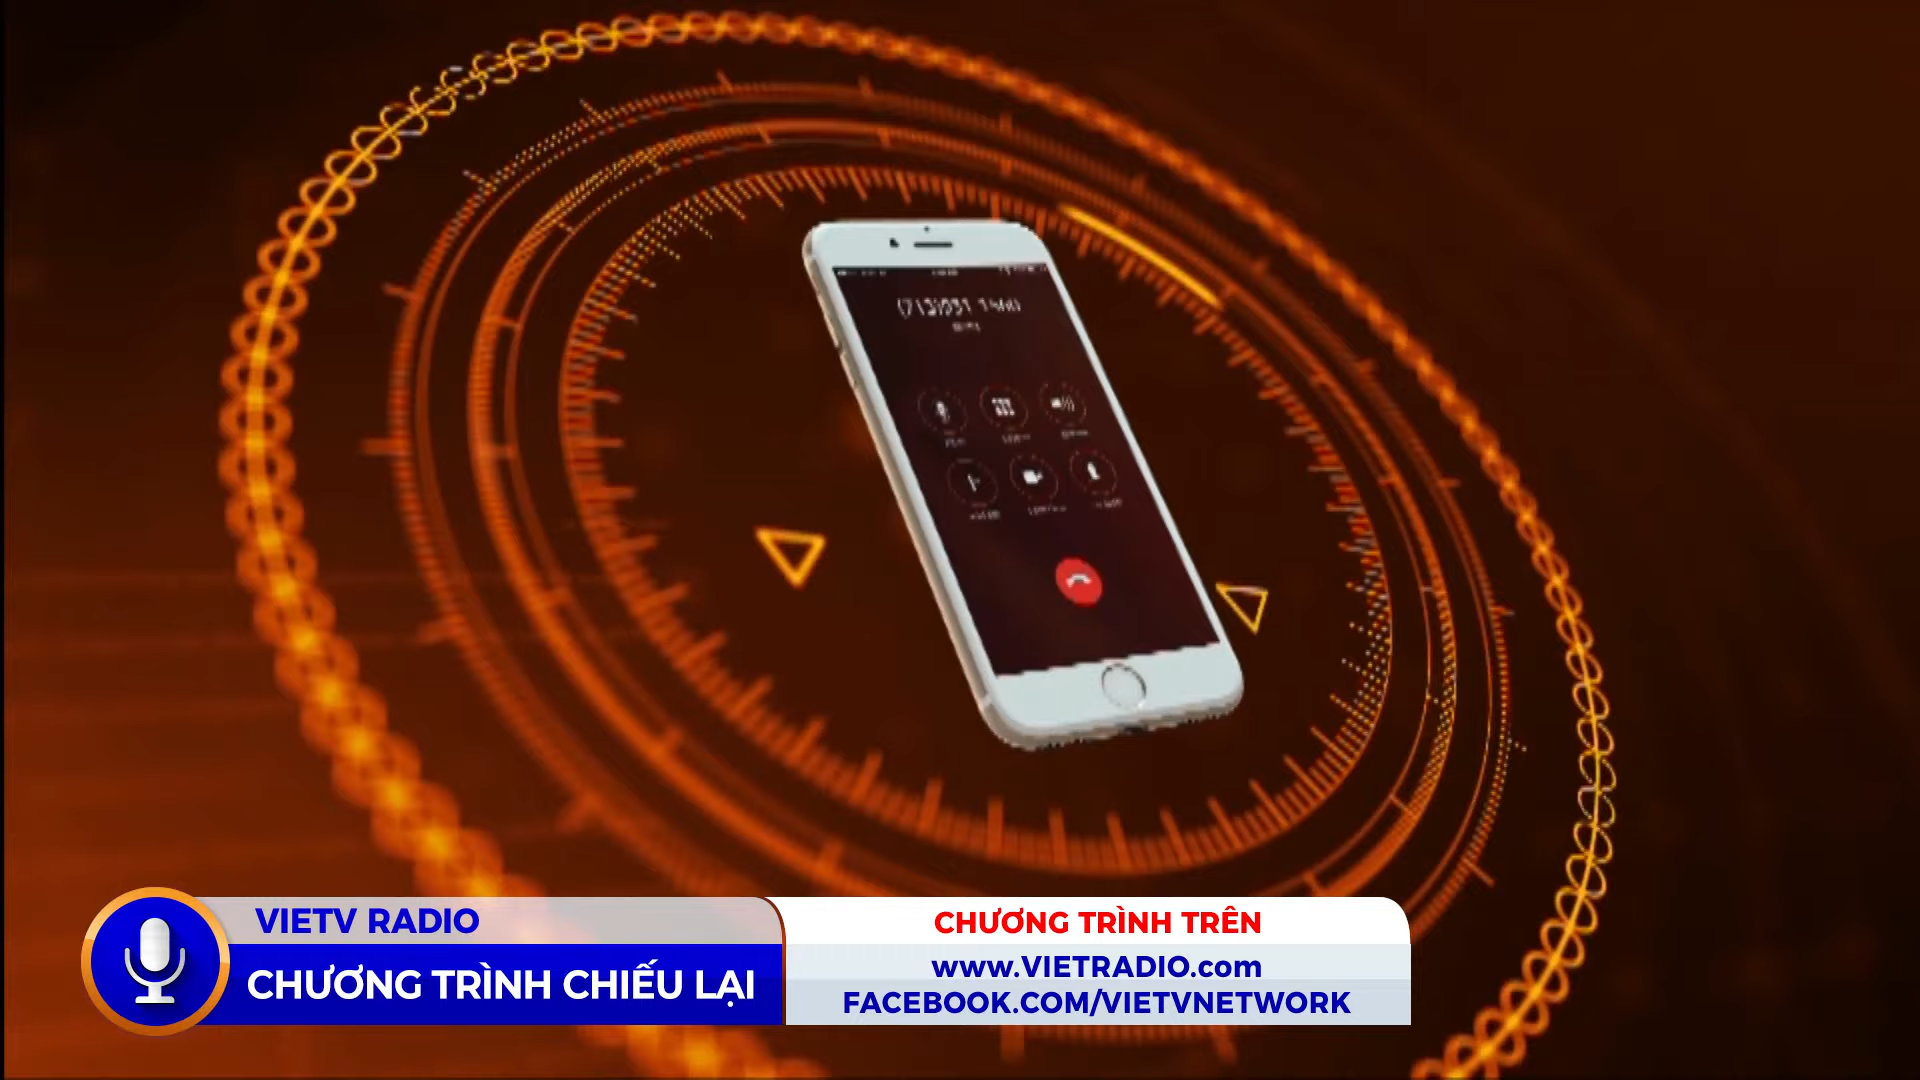 VIETV RADIO
CHƯƠNG TRÌNH CHIẾU LẠI
CHƯƠNG TRÌNH TRÊN
www.VIETRADIO.com
FACEBOOK.COM/VIETVNETWORK